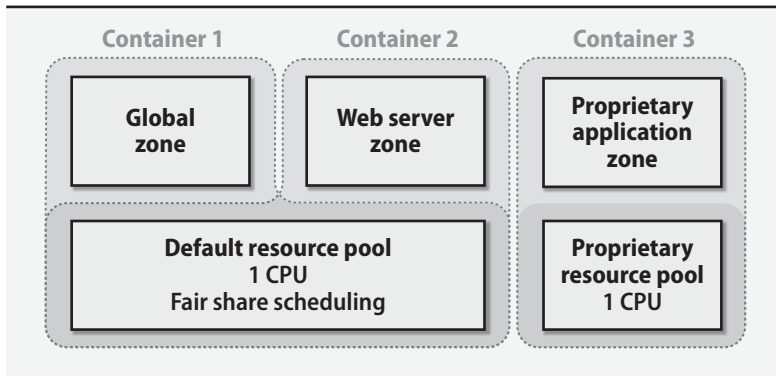 Container 1
Container 2
Container 3
Global
zone
Web server
zone
Proprietary
application
zone
Default resource pool
1 CPU
Fair share scheduling
Proprietary
resource pool
1 CPU